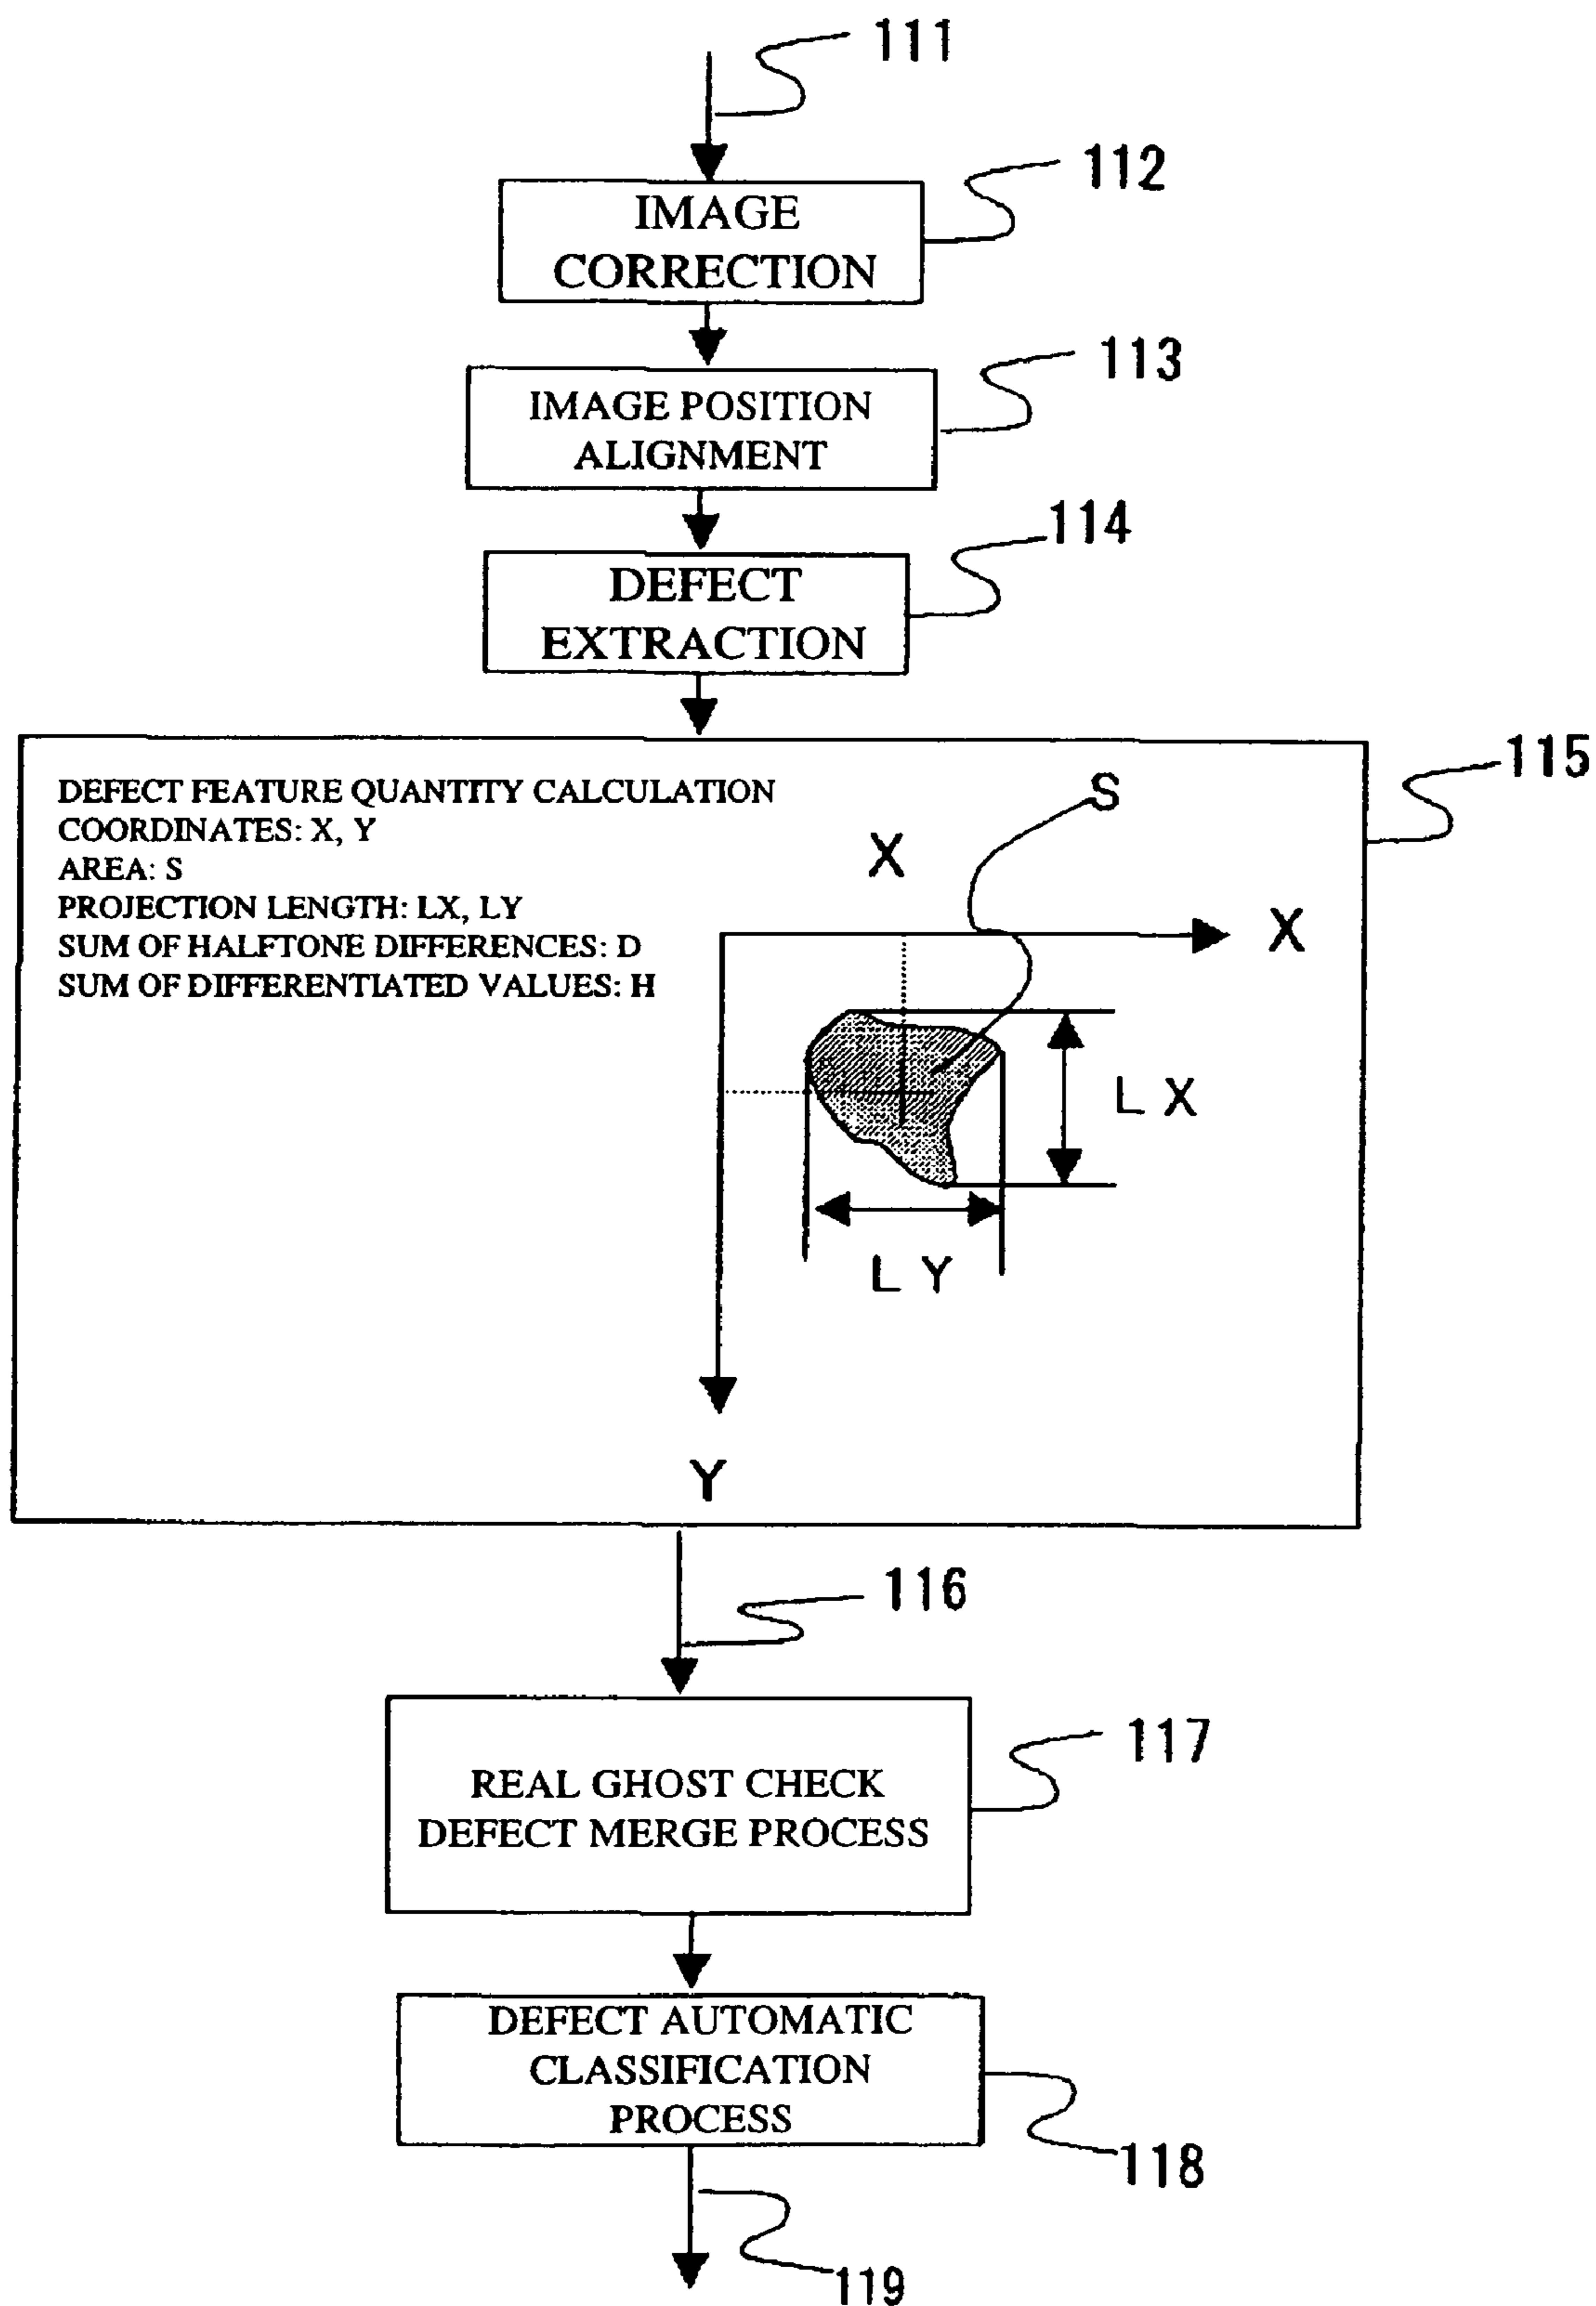 111
112
IMAGE
CORRECTION
113
IMAGE POSITION
ALIGNMENT
114
DEFECT
EXTRACTION
115
DEFECT FEATURE QUANTITY CALCULATION
COORDINATES: X, Y
AREA: S
PROJECTION LENGTH: LX, LY
SUM OF HALFTONE DIFFERENCES: D
SUM OF DIFFERENTIATED VALUES: H
S
X
X
L X
L Y
Y
116
117
REAL GHOST CHECK
DEFECT MERGE PROCESS
DEFECT AUTOMATIC
CLASSIFICATION
PROCESS
118
119